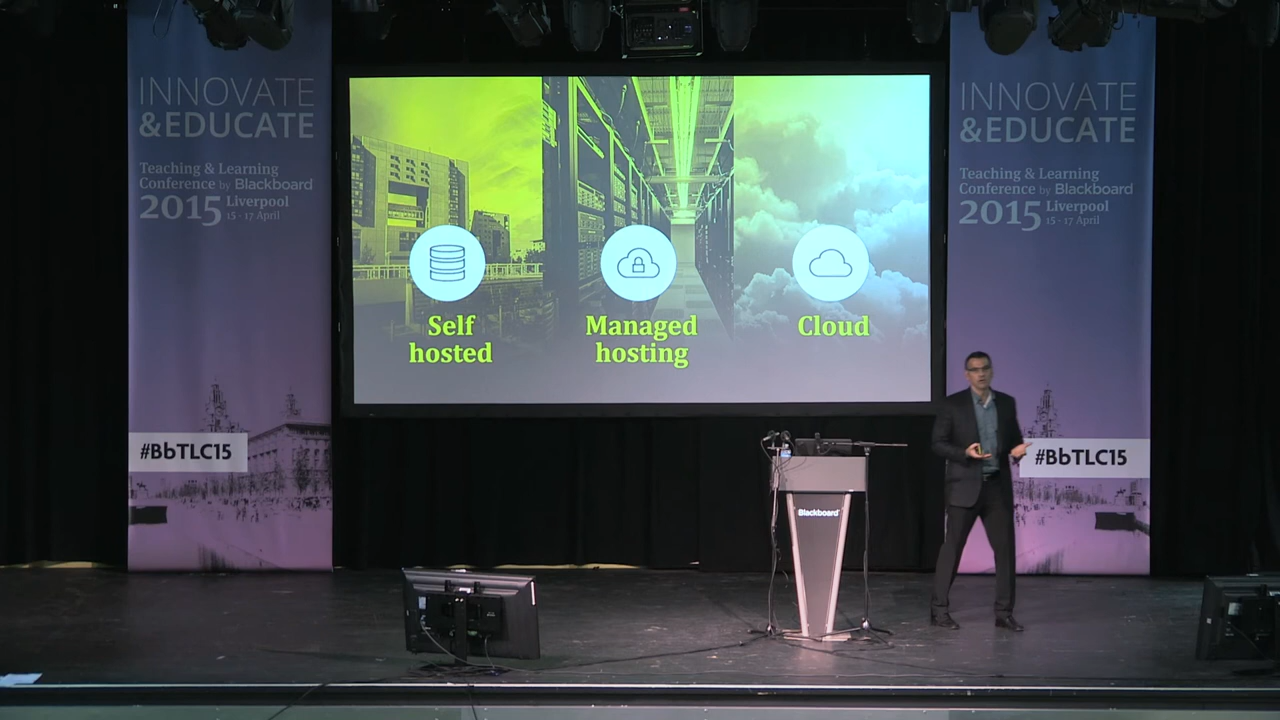 INNOVATE
&EDUCATE
Teaching & Learning
Conference by Blackboard
2015 Liverpool
15 - 17 April
#BbTLC15
Self
hosted
Managed
hosting
Cloud
Blackboard
INNOVATE
&EDUCATE
Teaching & Learning
Conference by Blackboard
2015 Liverpool
15 - 17 April
#BbTLC15